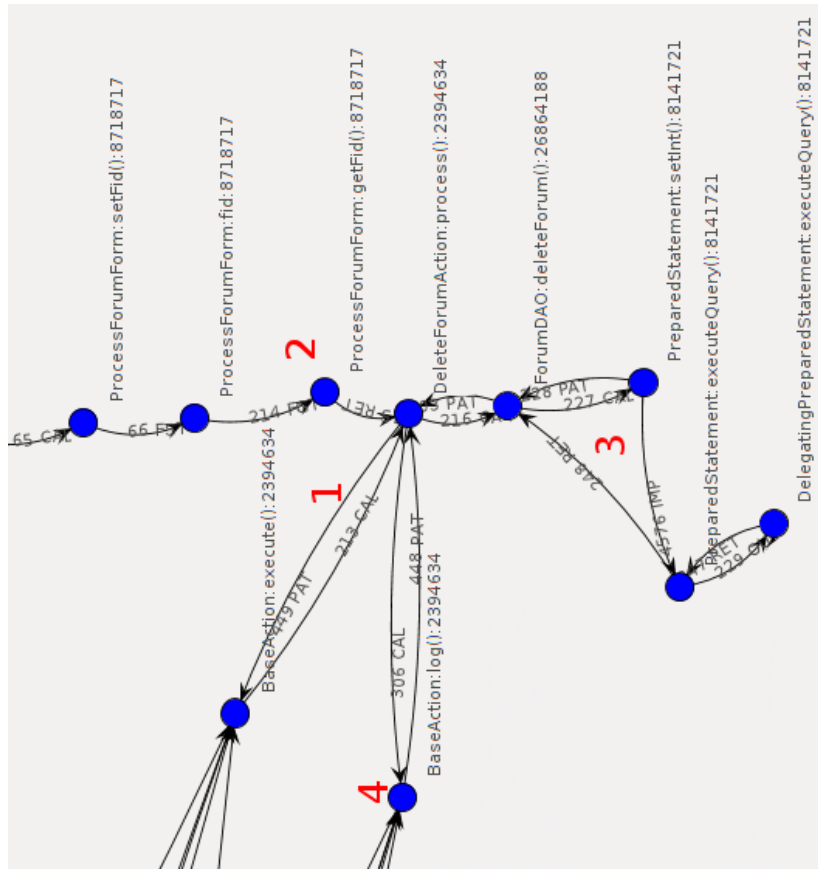 ProcessForumForm:setFid():8718717
ProcessForumForm:fid:8718717
ProcessForumForm:getFid():8718717
DeleteForumAction:process():2394634
ForumDAO:deleteForum():26864188
PreparedStatement:setInt():8141721
PreparedStatement:executeQuery():8141721
DelegatingPreparedStatement:executeQuery():8141721
BaseAction:execute():2394634
BaseAction:log():2394634
65 CAL
66
214
RET
PAT
216
228 PAT
227 CAL
248 RET
4576 IMP
RET
229
213 CAL
449 PAT
448 PAT
306 CAL
1
2
3
4